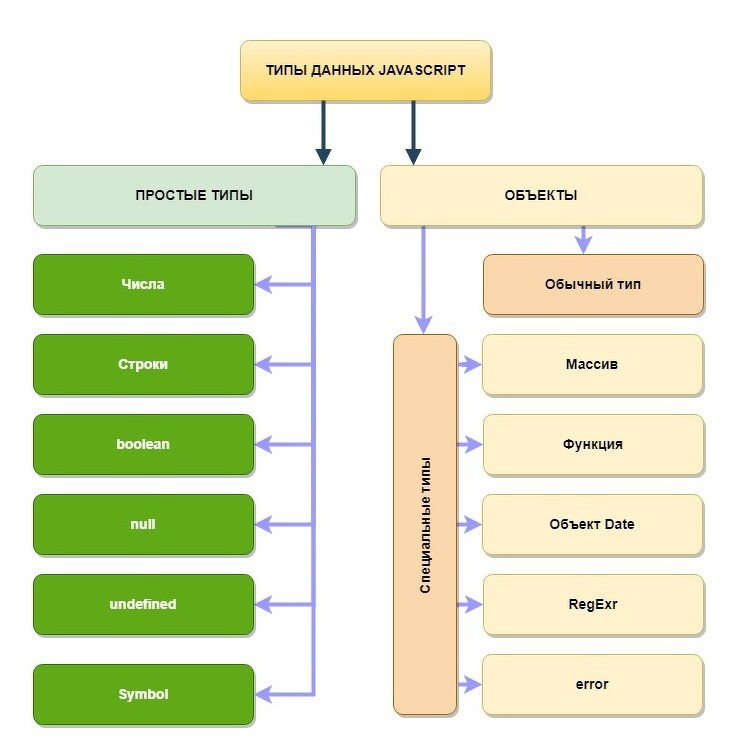 ТИПЫ ДАННЫХ JAVASCRIPT
ПРОСТЫЕ ТИПЫ
Числа
Строки
boolean
null
undefined
Symbol
ОБЪЕКТЫ
Обычный тип
Специальные типы
Массив
Функция
Объект Date
RegExr
error